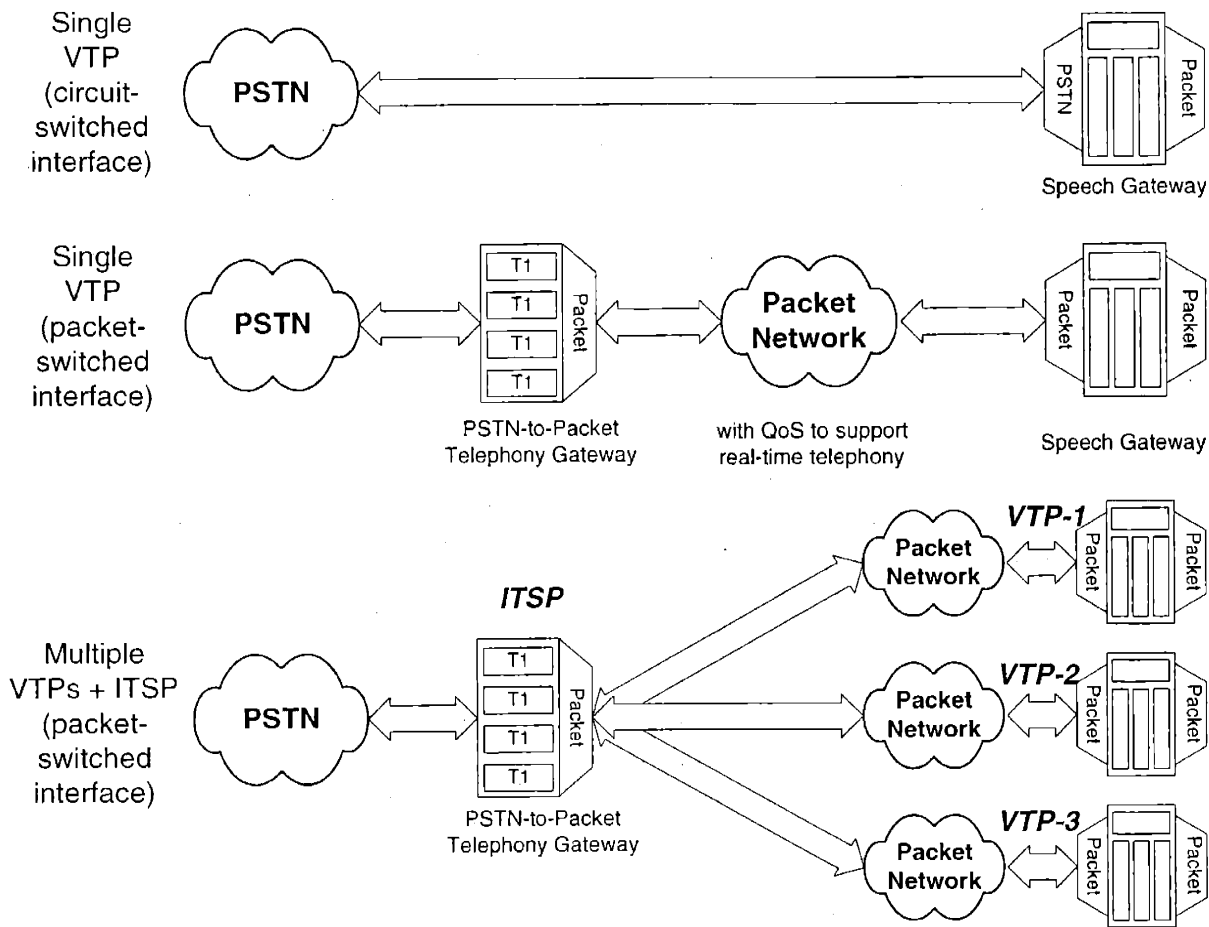 Single
VTP
(circuit-
switched
interface)
PSTN
PSTN
Packet
Speech Gateway
Single
VTP
(packet-
switched
interface)
PSTN
T1
T1
T1
T1
Packet
PSTN-to-Packet
Telephony Gateway
Packet
Network
with QoS to support
real-time telephony
Packet
Packet
Speech Gateway
Multiple
VTPs + ITSP
(packet-
switched
interface)
PSTN
ITSP
T1
T1
T1
T1
Packet
PSTN-to-Packet
Telephony Gateway
Packet
Network
VTP-1
Packet
Packet
Packet
Network
VTP-2
Packet
Packet
Packet
Network
VTP-3
Packet
Packet